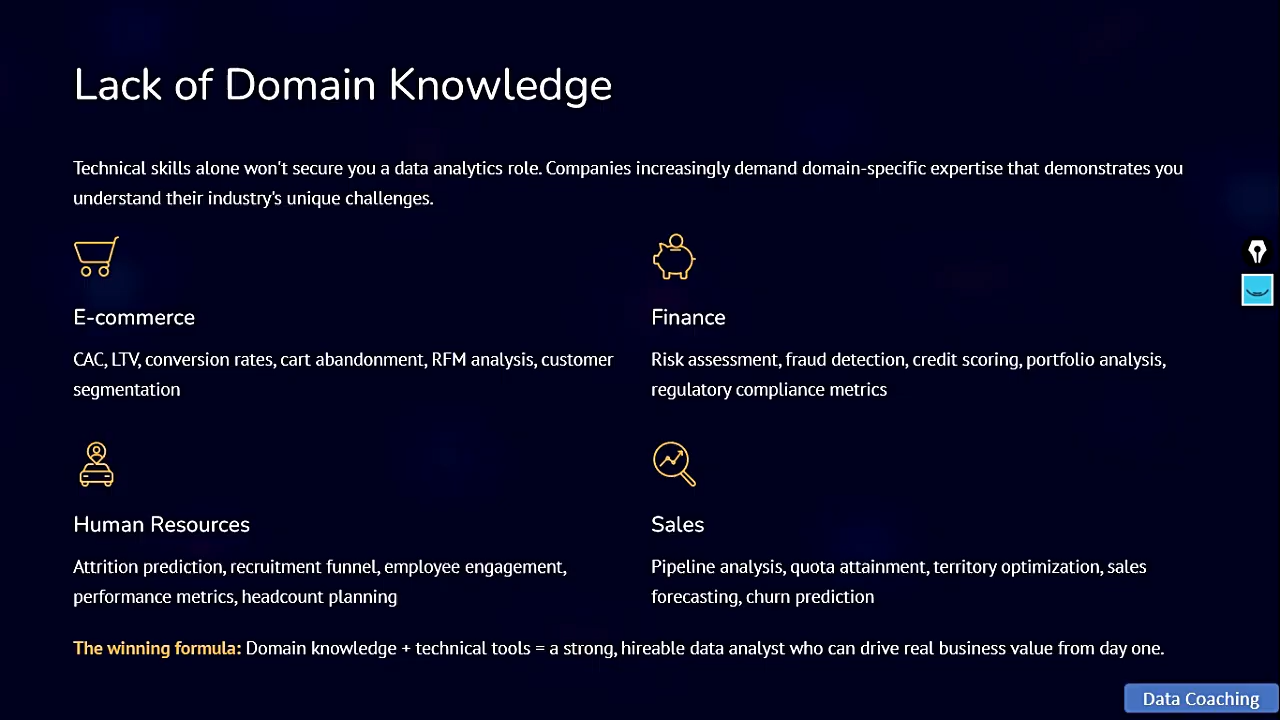 Lack of Domain Knowledge
Technical skills alone won't secure you a data analytics role. Companies increasingly demand domain-specific expertise that demonstrates you
understand their industry's unique challenges.
E-commerce
CAC, LTV, conversion rates, cart abandonment, RFM analysis, customer
segmentation
Finance
Risk assessment, fraud detection, credit scoring, portfolio analysis,
regulatory compliance metrics
Human Resources
Attrition prediction, recruitment funnel, employee engagement,
performance metrics, headcount planning
Sales
Pipeline analysis, quota attainment, territory optimization, sales
forecasting, churn prediction
The winning formula: Domain knowledge + technical tools = a strong, hireable data analyst who can drive real business value from day one.
Data Coaching